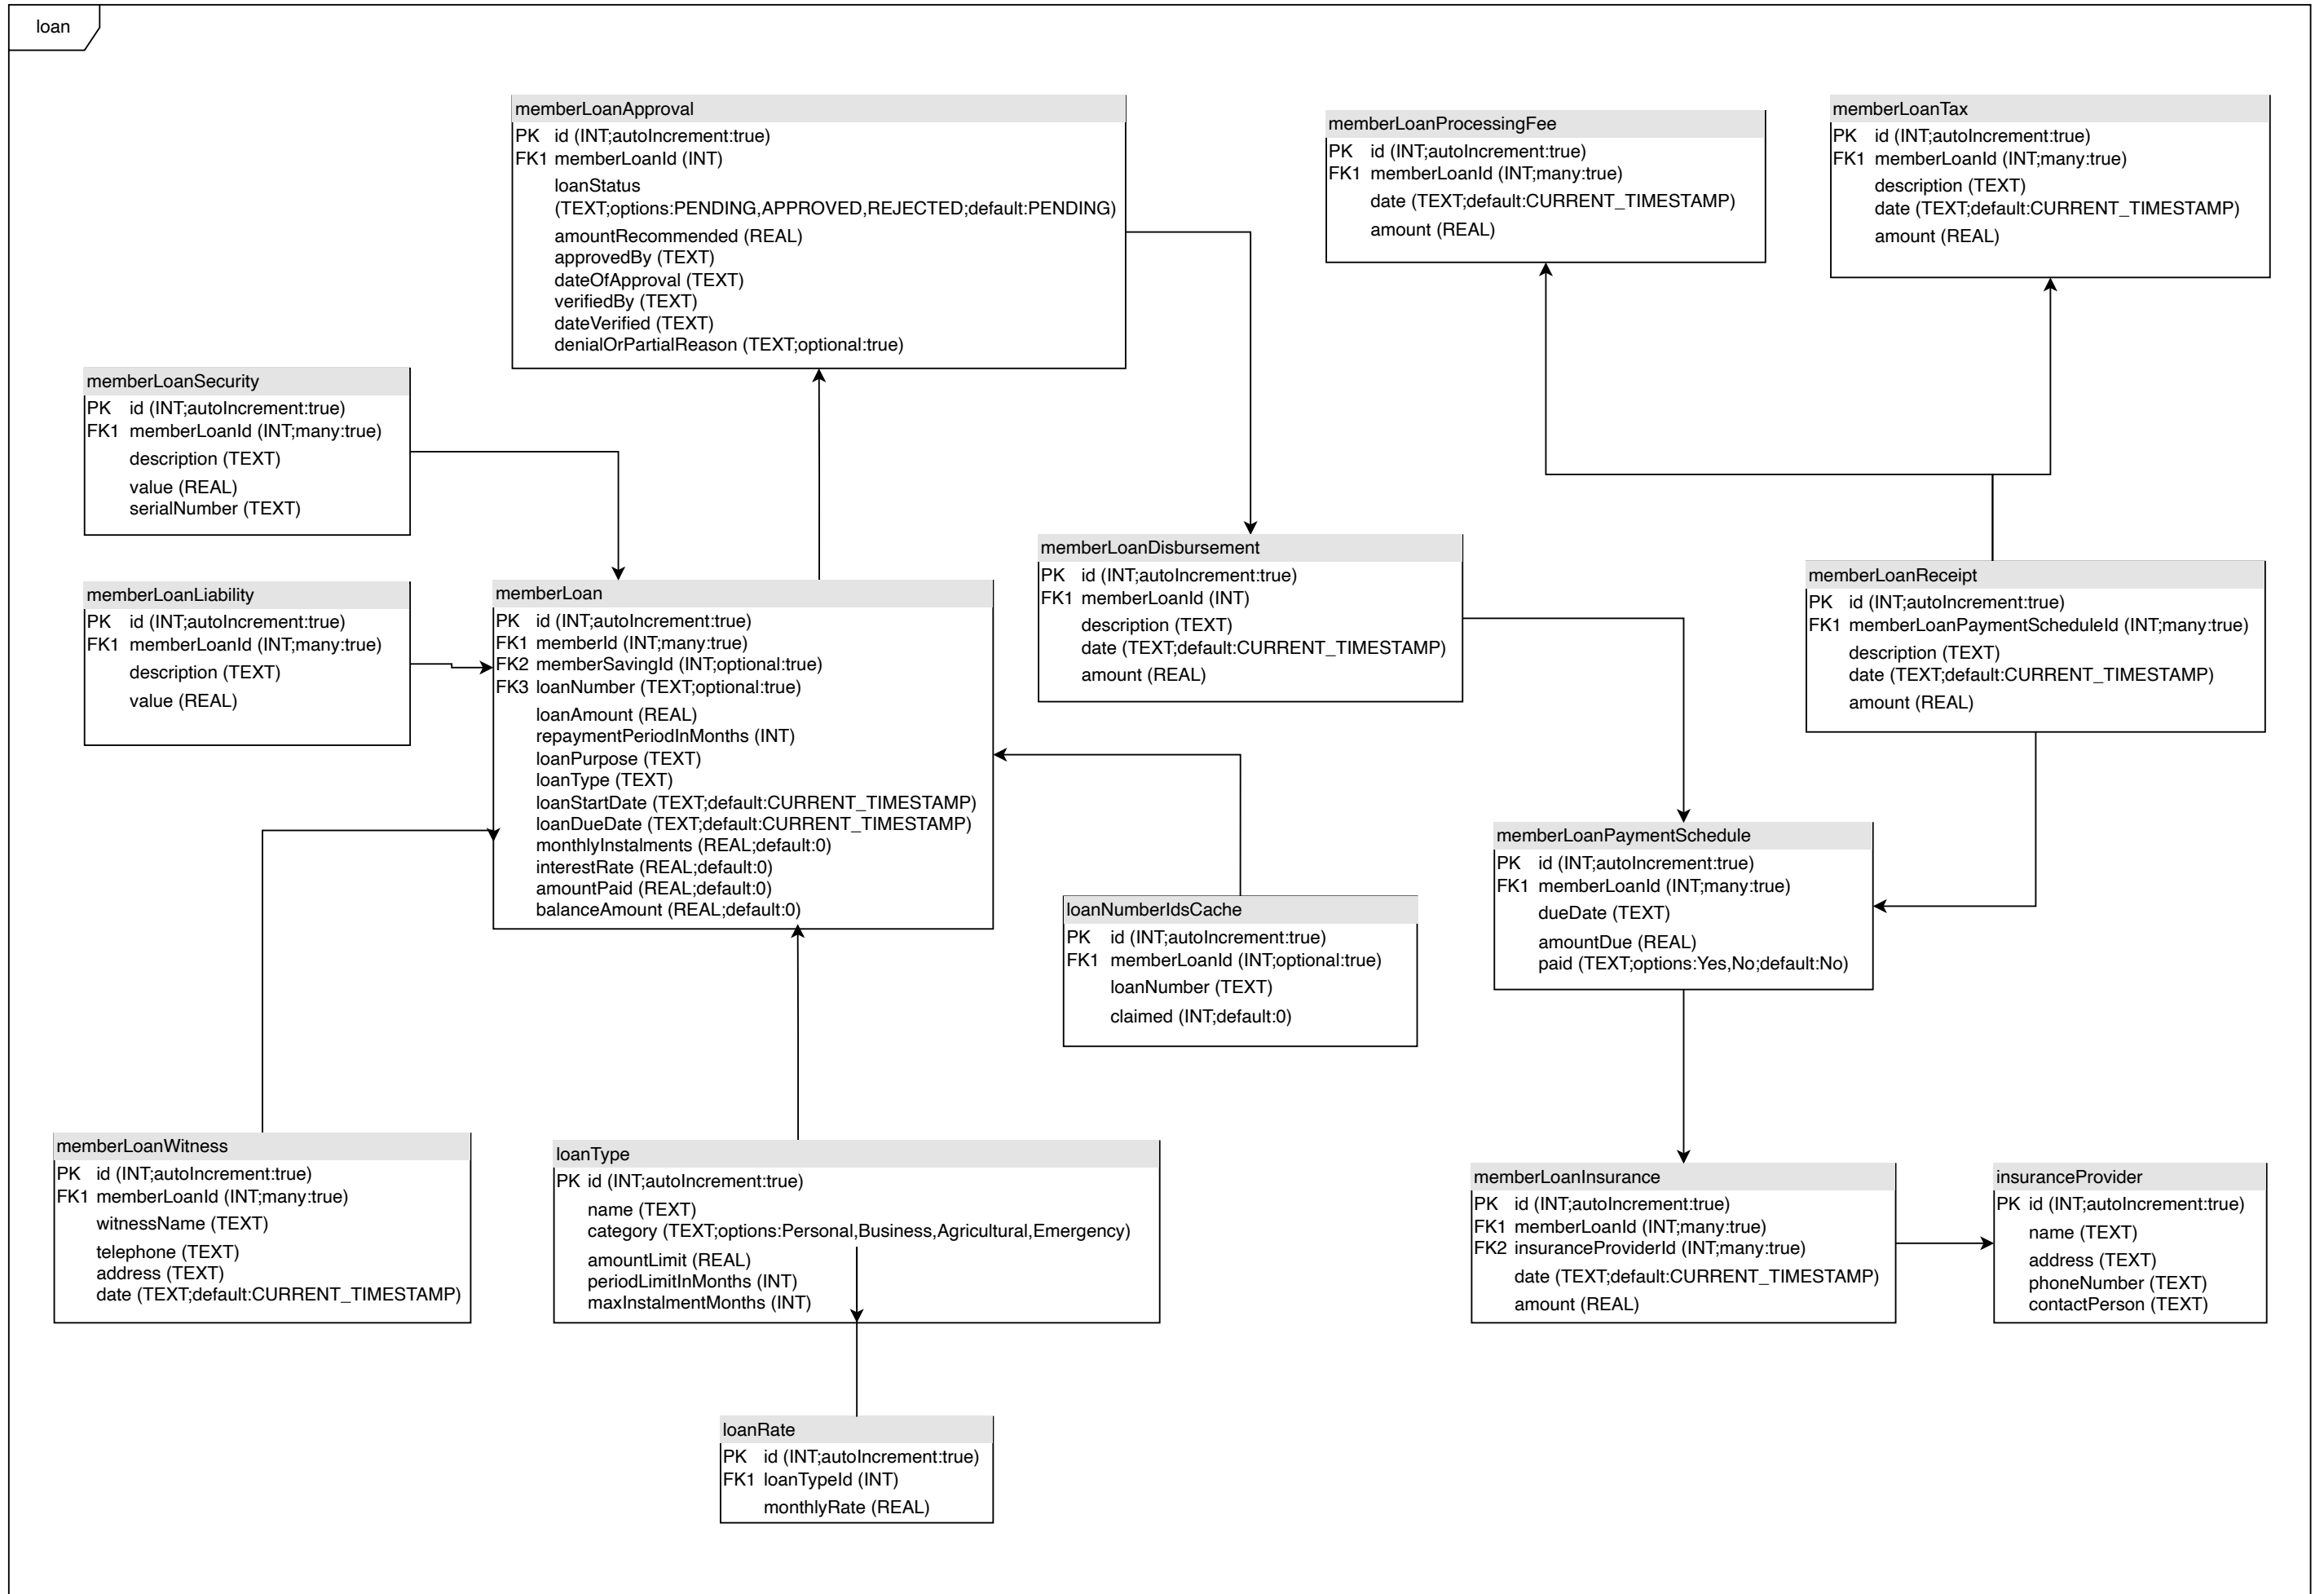 loan
memberLoanApproval
PK id (INT;autoIncrement:true)
FK1 memberLoanId (INT)
loanStatus
(TEXT;options:PENDING,APPROVED,REJECTED;default:PENDING)
amountRecommended (REAL)
approvedBy (TEXT)
dateOfApproval (TEXT)
verifiedBy (TEXT)
dateVerified (TEXT)
denialOrPartialReason (TEXT;optional:true)
memberLoanProcessingFee
PK id (INT;autoIncrement:true)
FK1 memberLoanId (INT;many:true)
date (TEXT;default:CURRENT_TIMESTAMP)
amount (REAL)
memberLoanTax
PK id (INT;autoIncrement:true)
FK1 memberLoanId (INT;many:true)
description (TEXT)
date (TEXT;default:CURRENT_TIMESTAMP)
amount (REAL)
memberLoanSecurity
PK id (INT;autoIncrement:true)
FK1 memberLoanId (INT;many:true)
description (TEXT)
value (REAL)
serialNumber (TEXT)
memberLoanLiability
PK id (INT;autoIncrement:true)
FK1 memberLoanId (INT;many:true)
description (TEXT)
value (REAL)
memberLoan
PK id (INT;autoIncrement:true)
FK1 memberId (INT;many:true)
FK2 memberSavingId (INT;optional:true)
FK3 loanNumber (TEXT;optional:true)
loanAmount (REAL)
repaymentPeriodInMonths (INT)
loanPurpose (TEXT)
loanType (TEXT)
loanStartDate (TEXT;default:CURRENT_TIMESTAMP)
loanDueDate (TEXT;default:CURRENT_TIMESTAMP)
monthlyInstalments (REAL;default:0)
interestRate (REAL;default:0)
amountPaid (REAL;default:0)
balanceAmount (REAL;default:0)
memberLoanDisbursement
PK id (INT;autoIncrement:true)
FK1 memberLoanId (INT)
description (TEXT)
date (TEXT;default:CURRENT_TIMESTAMP)
amount (REAL)
memberLoanReceipt
PK id (INT;autoIncrement:true)
FK1 memberLoanPaymentScheduleId (INT;many:true)
description (TEXT)
date (TEXT;default:CURRENT_TIMESTAMP)
amount (REAL)
memberLoanPaymentSchedule
PK id (INT;autoIncrement:true)
FK1 memberLoanId (INT;many:true)
dueDate (TEXT)
amountDue (REAL)
paid (TEXT;options:Yes,No;default:No)
loanNumberIdsCache
PK id (INT;autoIncrement:true)
FK1 memberLoanId (INT;optional:true)
loanNumber (TEXT)
claimed (INT;default:0)
memberLoanWitness
PK id (INT;autoIncrement:true)
FK1 memberLoanId (INT;many:true)
witnessName (TEXT)
telephone (TEXT)
address (TEXT)
date (TEXT;default:CURRENT_TIMESTAMP)
loanType
PK id (INT;autoIncrement:true)
name (TEXT)
category (TEXT;options:Personal,Business,Agricultural,Emergency)
amountLimit (REAL)
periodLimitInMonths (INT)
maxInstalmentMonths (INT)
memberLoanInsurance
PK id (INT;autoIncrement:true)
FK1 memberLoanId (INT;many:true)
FK2 insuranceProviderId (INT;many:true)
date (TEXT;default:CURRENT_TIMESTAMP)
amount (REAL)
insuranceProvider
PK id (INT;autoIncrement:true)
name (TEXT)
address (TEXT)
phoneNumber (TEXT)
contactPerson (TEXT)
loanRate
PK id (INT;autoIncrement:true)
FK1 loanTypeId (INT)
monthlyRate (REAL)